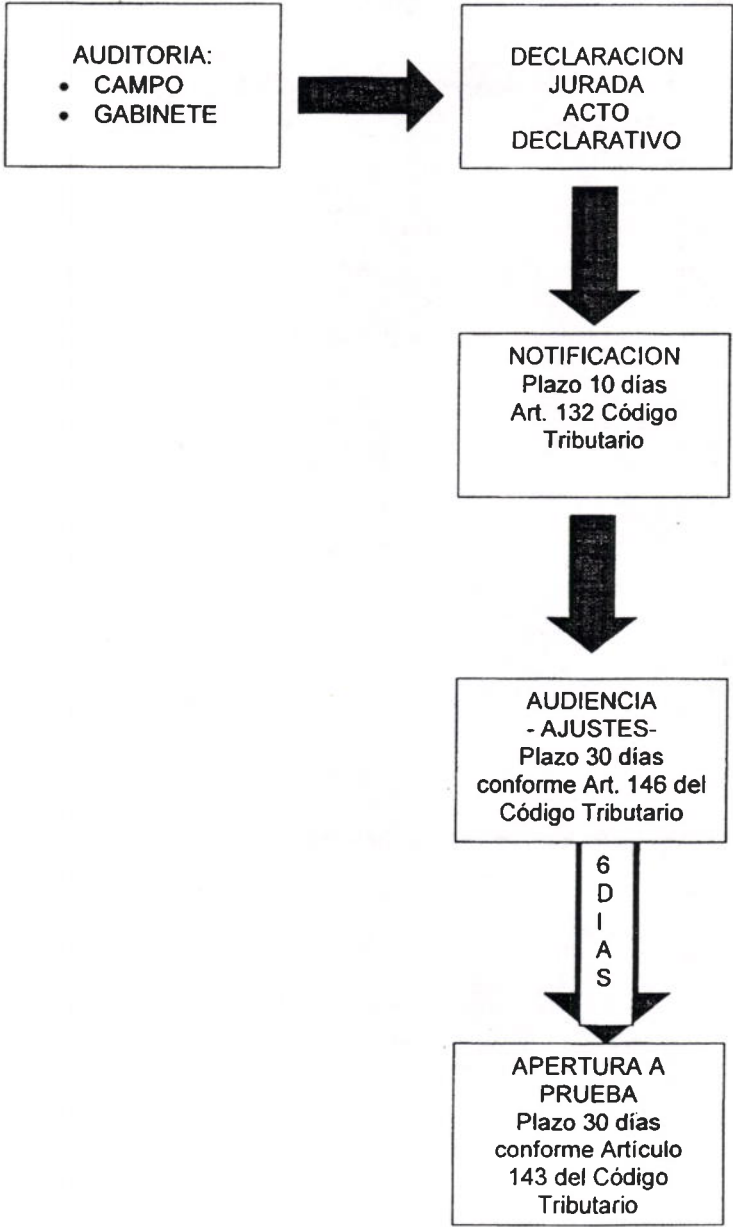 AUDITORIA:
• CAMPO
• GABINETE
DECLARACION
JURADA
ACTO
DECLARATIVO
NOTIFICACION
Plazo 10 días
Art. 132 Código
Tributario
AUDIENCIA
- AJUSTES-
Plazo 30 días
conforme Art. 146 del
Código Tributario
6
D
I
A
S
APERTURA A
PRUEBA
Plazo 30 días
conforme Artículo
143 del Código
Tributario